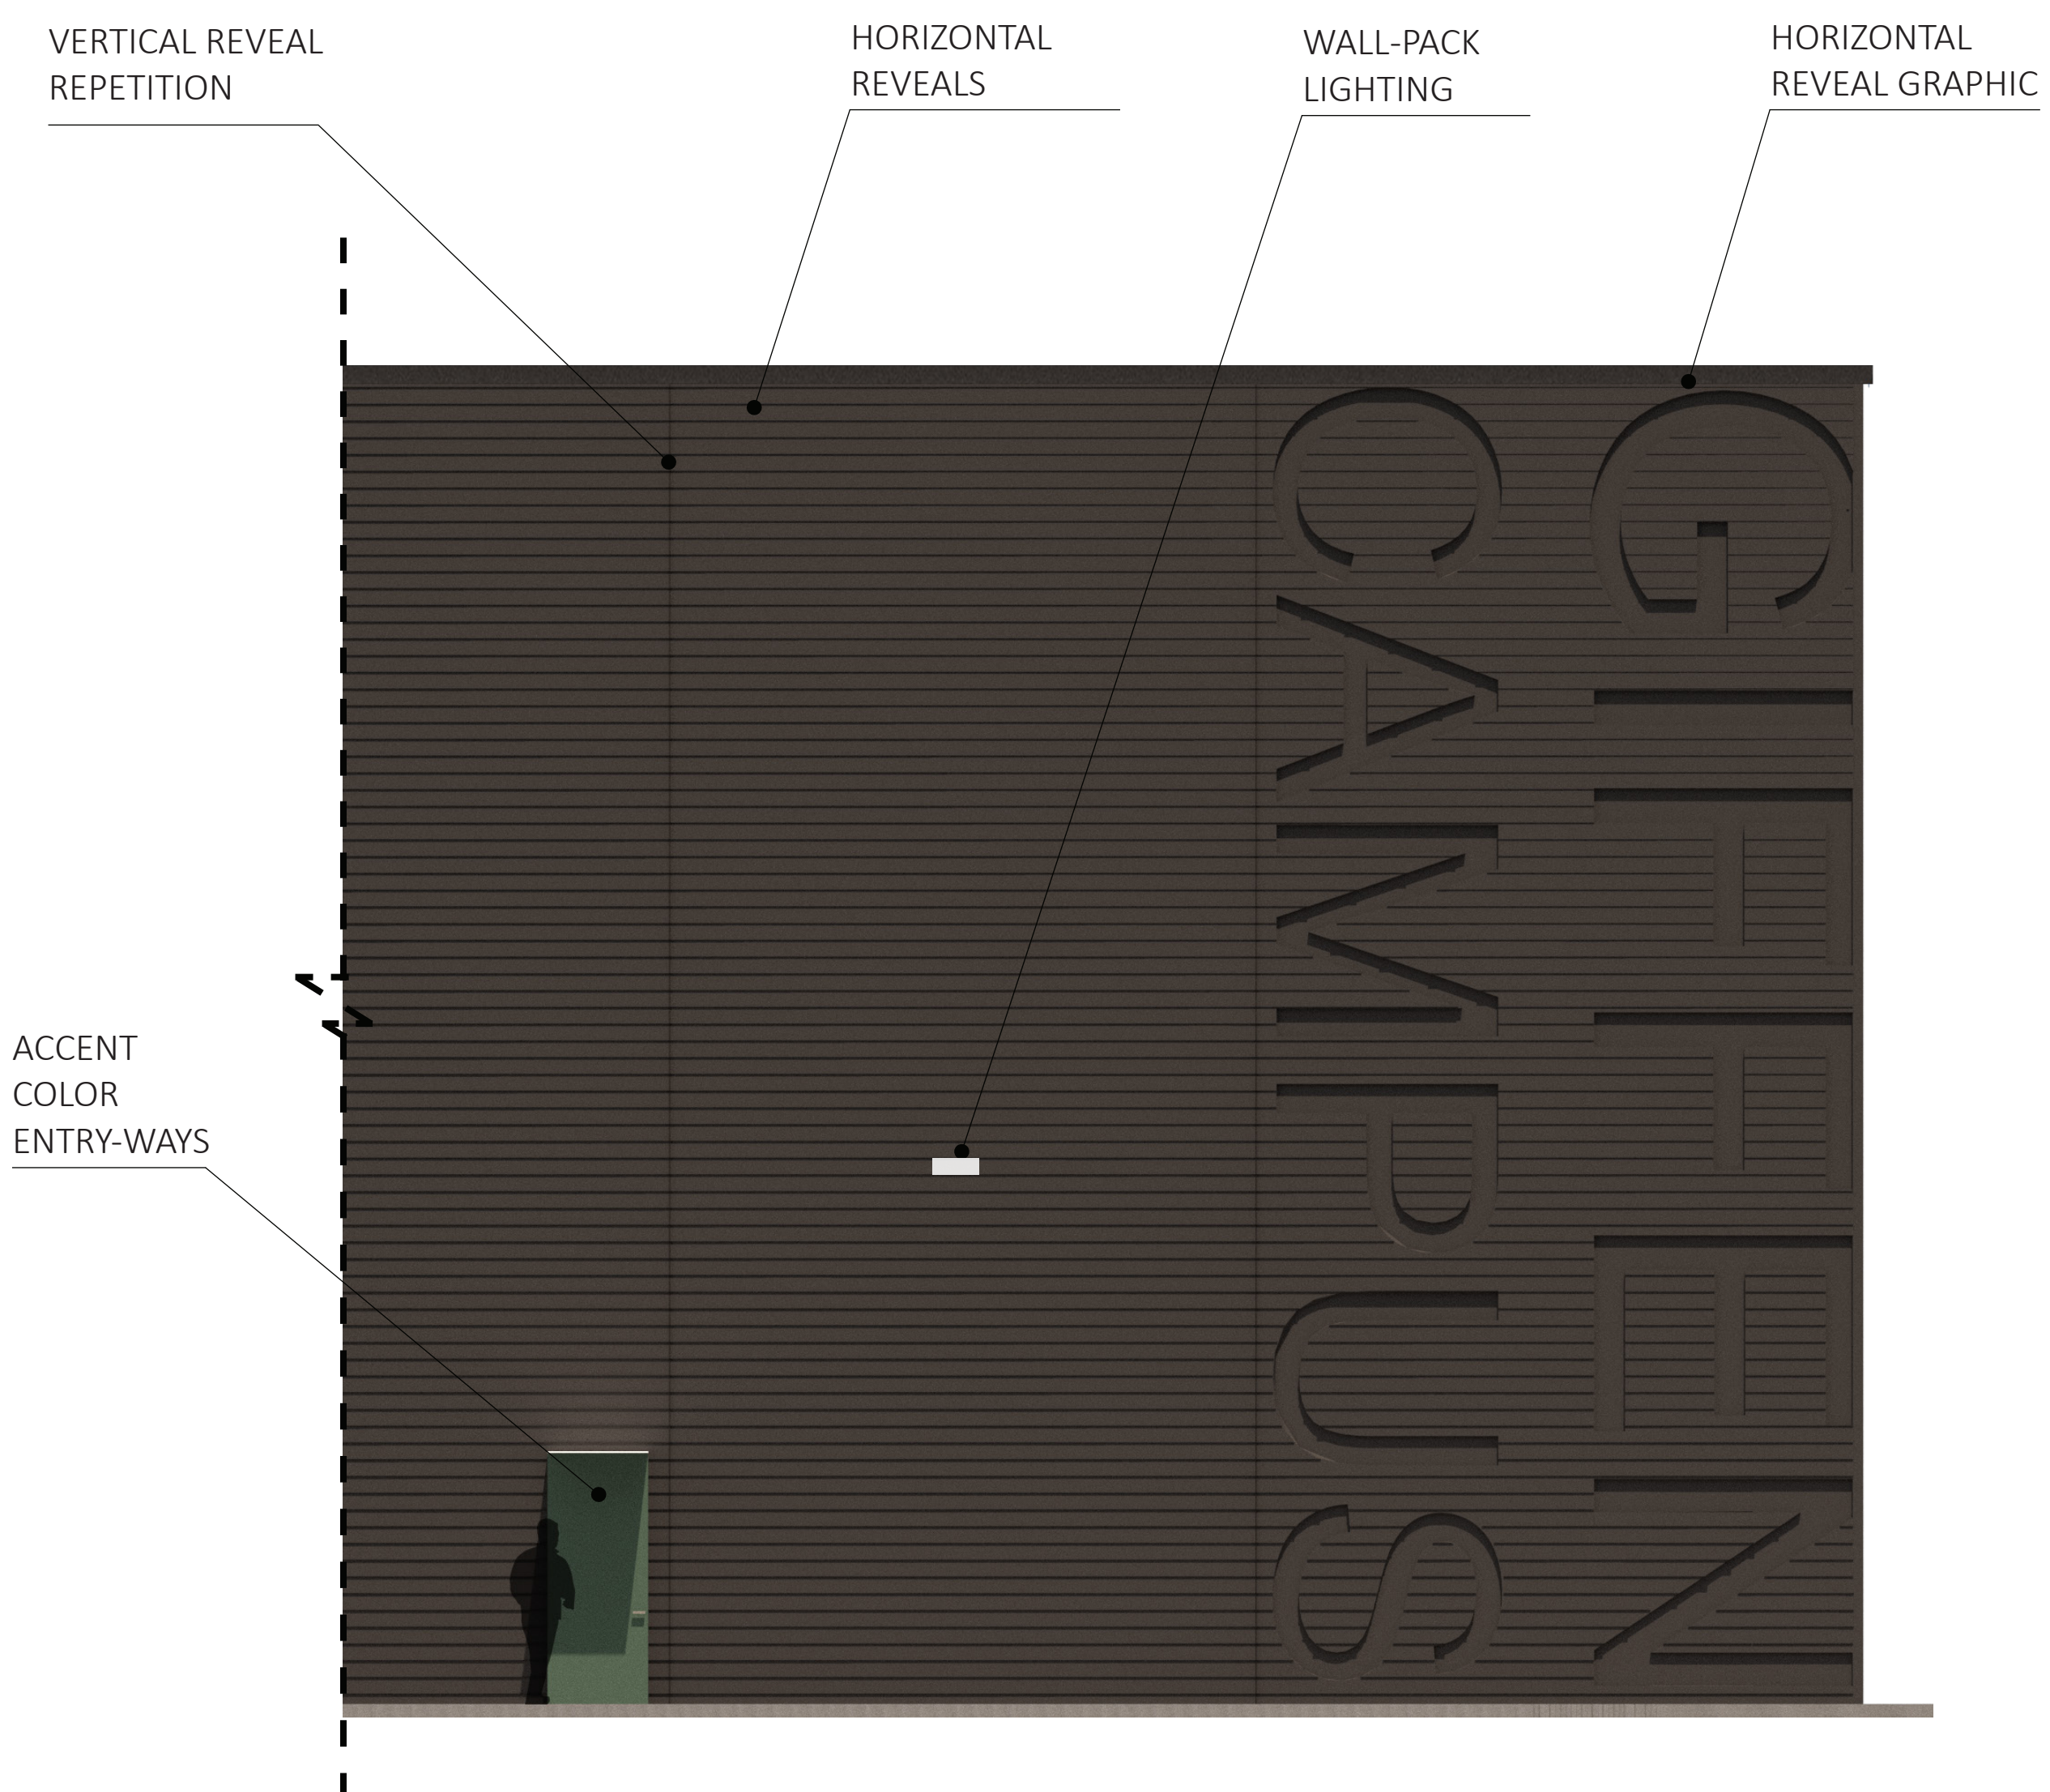 VERTICAL REVEAL
REPETITION
HORIZONTAL
REVEALS
WALL-PACK
LIGHTING
HORIZONTAL
REVEAL GRAPHIC
ACCENT
COLOR
ENTRY-WAYS
GIFFEN
CAMPUS